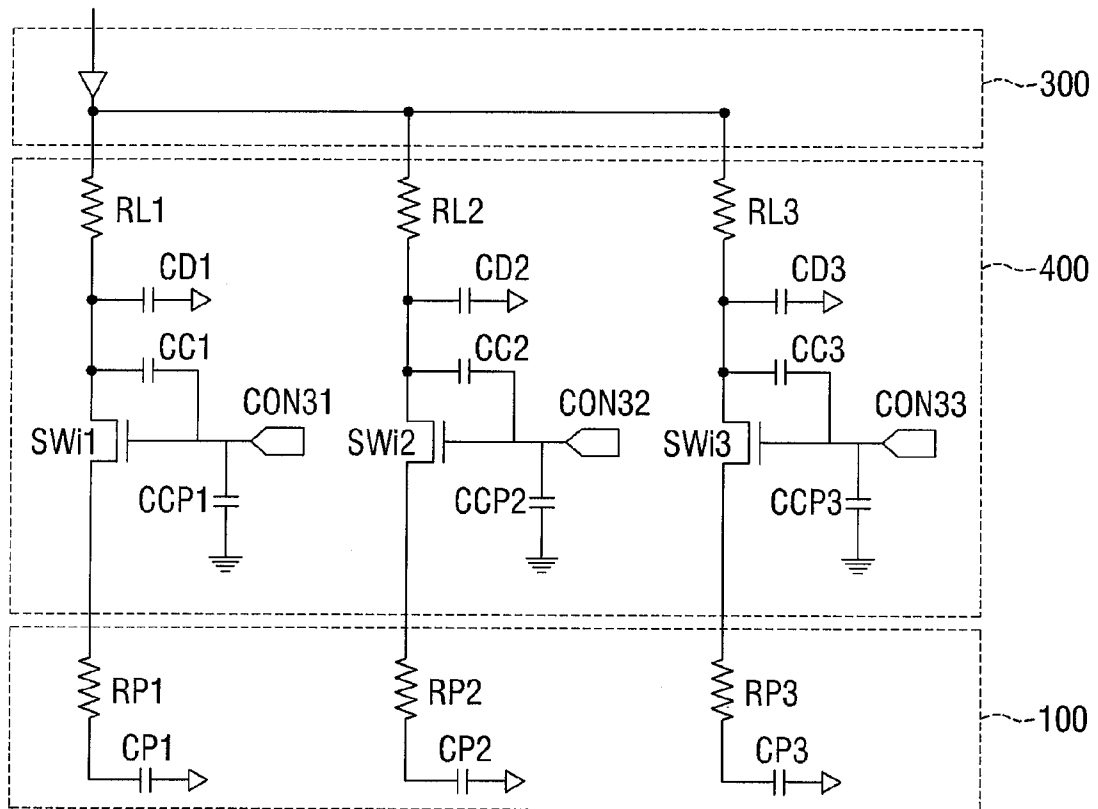 300
RL1 RL2 RL3
CD1 CD2 CD3
400
CC1 CC2 CC3
CON31 CON32 CON33
SWi1 SWi2 SWi3
CCP1 CCP2 CCP3
RP1 RP2 RP3
100
CP1 CP2 CP3